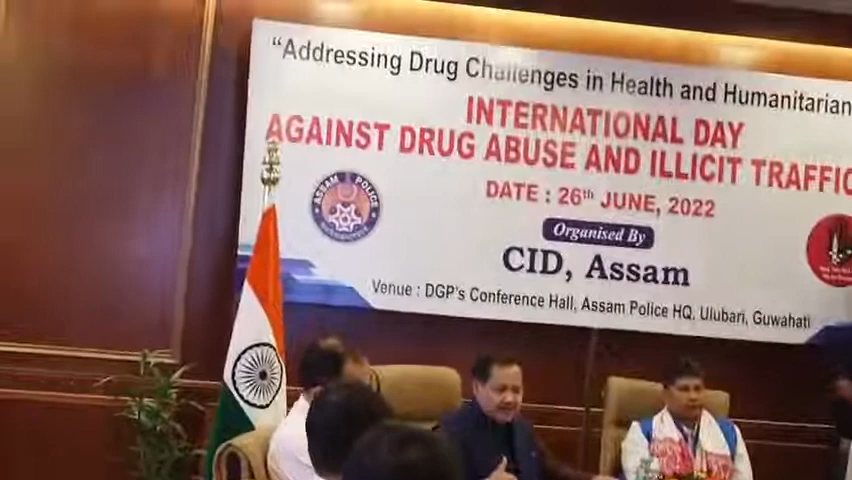 "Addressing Drug Challenges in Health and Humanitarian
INTERNATIONAL DAY
AGAINST DRUG ABUSE AND ILLICIT TRAFFIC
DATE : 26th JUNE, 2022
ASSAM POLICE
Organised By
CID, Assam
Venue : DGP's Conference Hall, Assam Police HQ. Ulubari, Guwahati